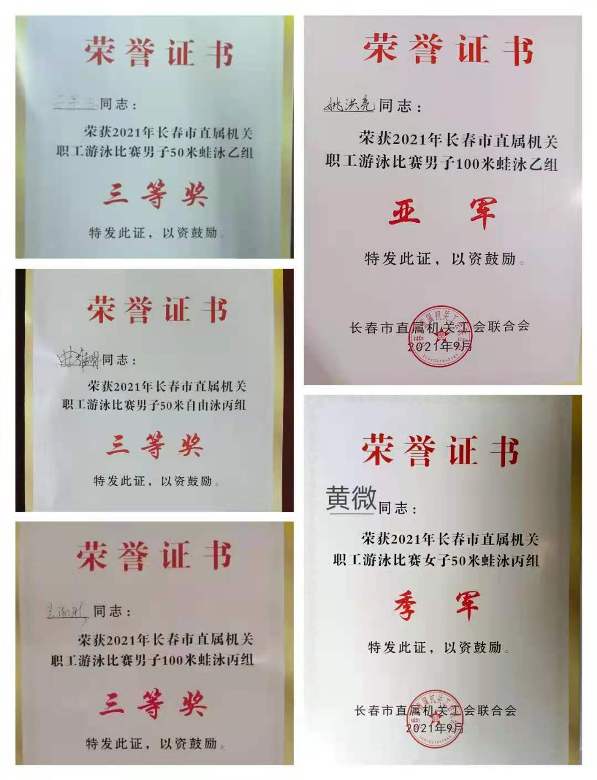 荣誉证书
同志：
荣获2021年长春市直属机关
职工游泳比赛男子50米蛙泳乙组
三等奖
特发此证，以资鼓励。
荣誉证书
同志：
荣获2021年长春市直属机关
职工游泳比赛男子50米自由泳丙组
三等奖
特发此证，以资鼓励。
荣誉证书
同志：
荣获2021年长春市直属机关
职工游泳比赛男子100米蛙泳丙组
三等奖
特发此证，以资鼓励。
荣誉证书
姚洪亮同志：
荣获2021年长春市直属机关
职工游泳比赛男子100米蛙泳乙组
亚军
特发此证，以资鼓励。
长春市直属机关工会联合会
2021年9月
荣誉证书
黄微同志：
荣获2021年长春市直属机关
职工游泳比赛女子50米蛙泳丙组
季军
特发此证，以资鼓励。
长春市直属机关工会联合会
2021年9月